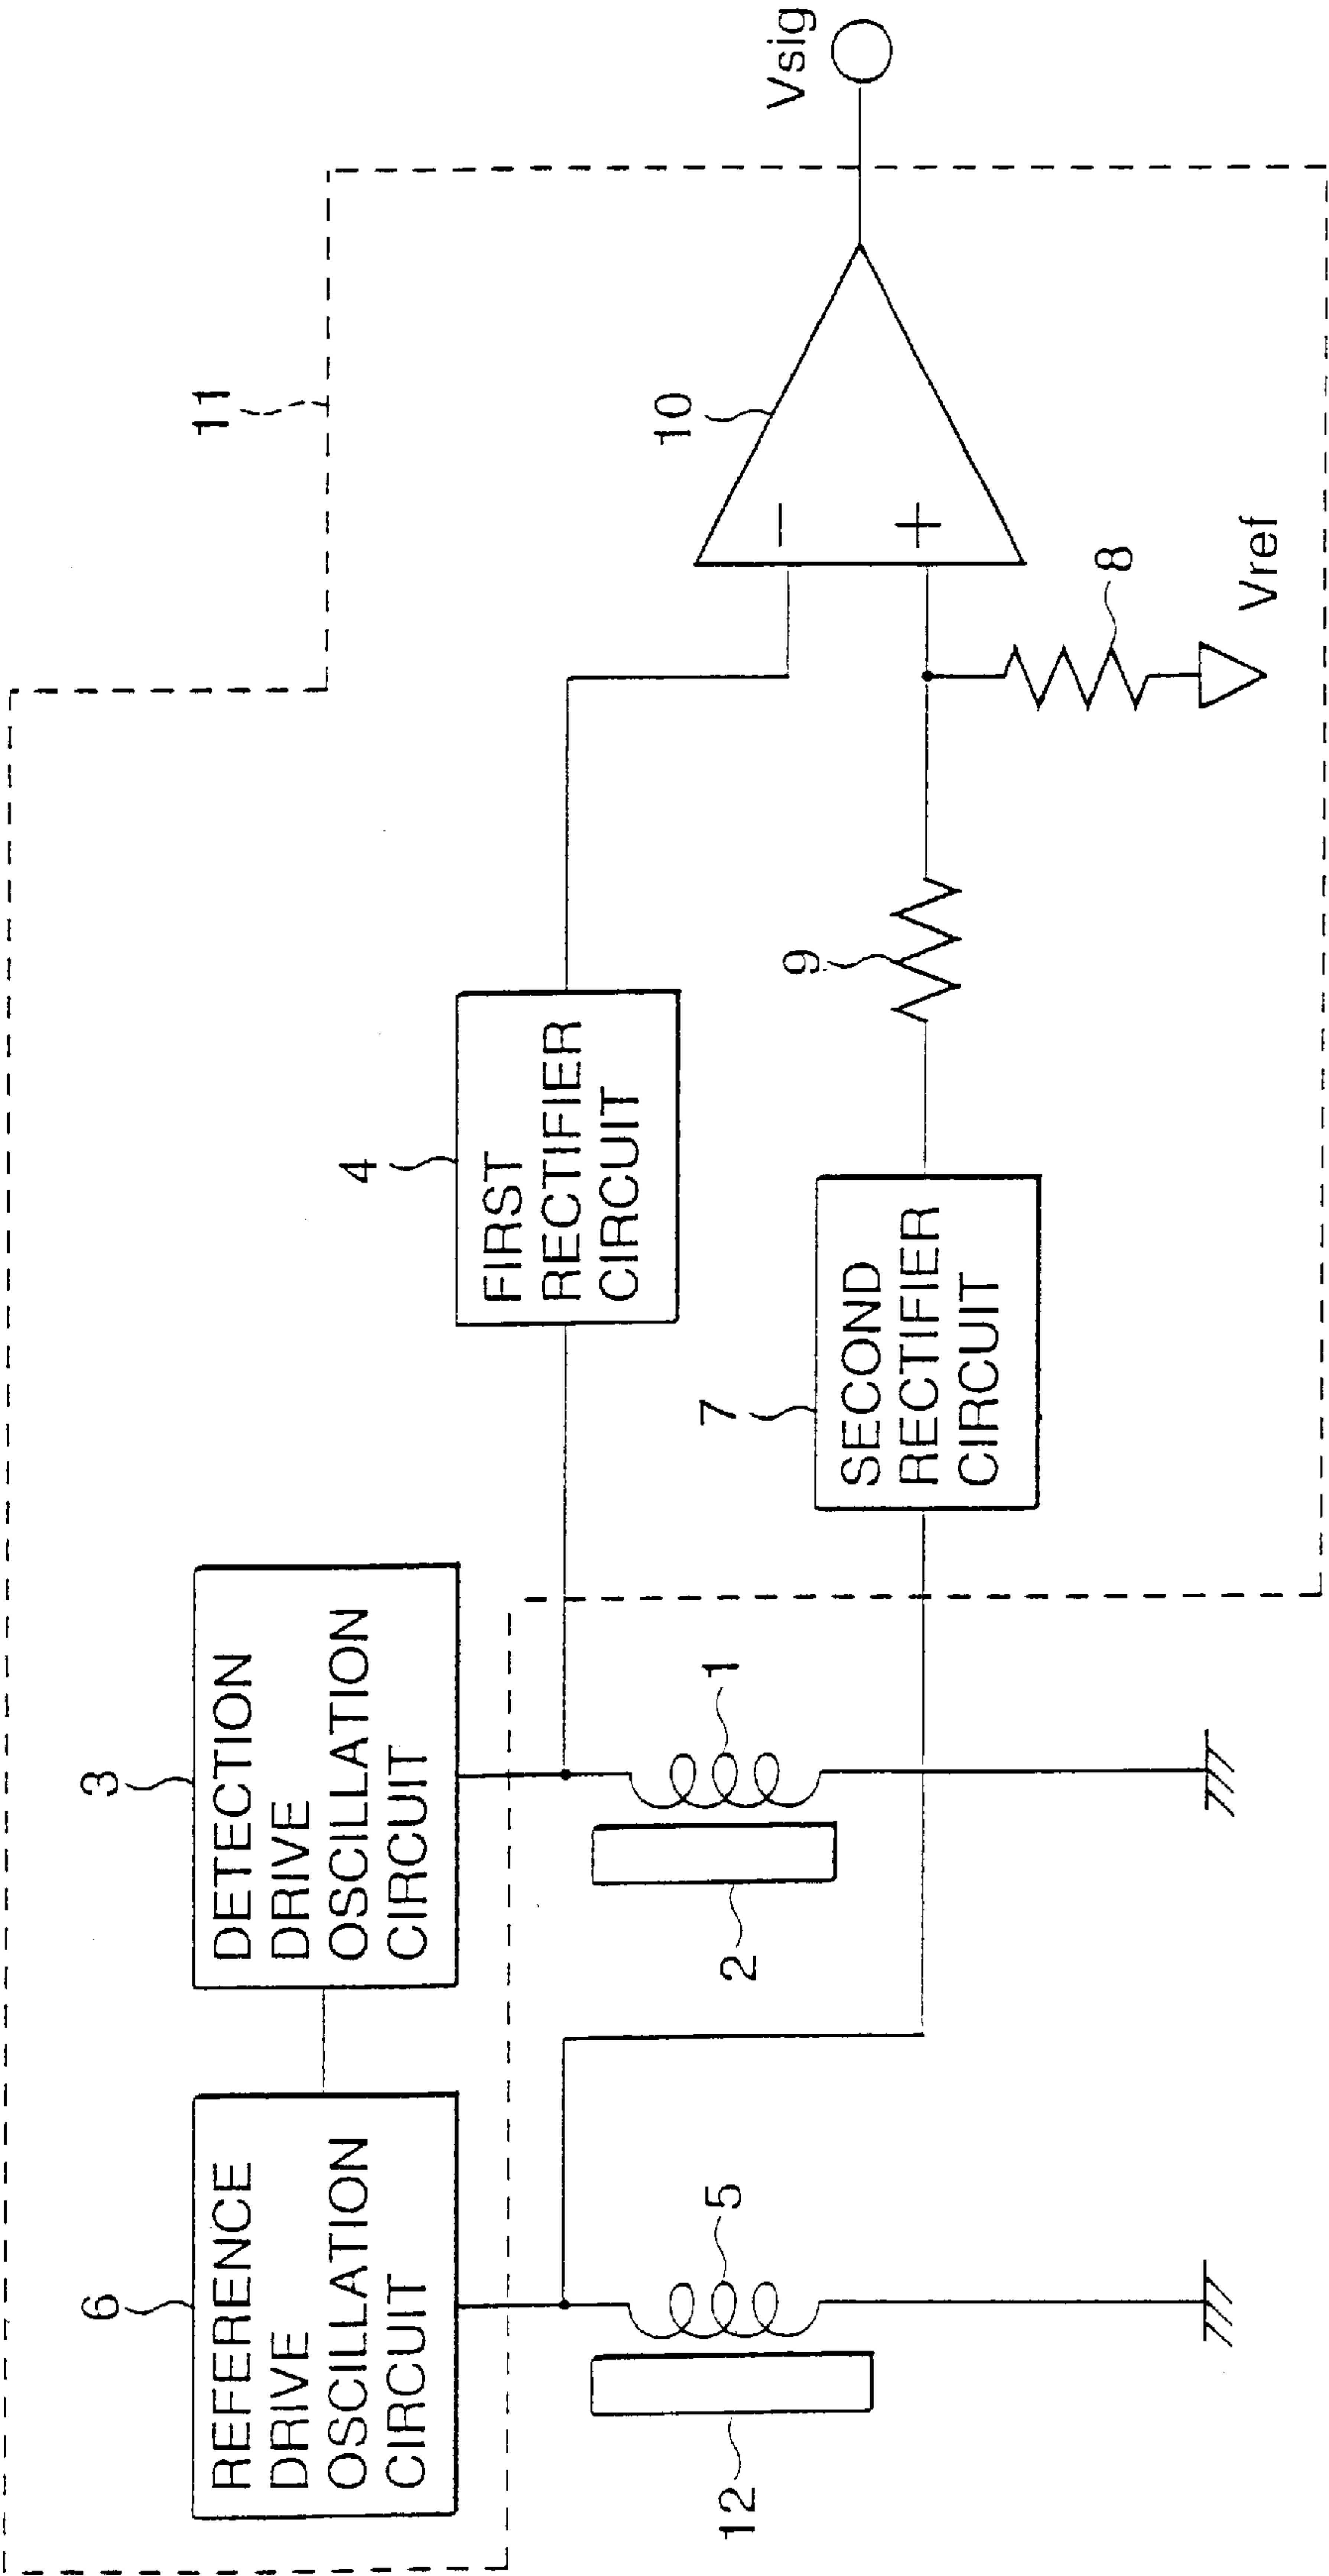 6
REFERENCE
DRIVE
OSCILLATION
CIRCUIT
3
DETECTION
DRIVE
OSCILLATION
CIRCUIT
11
4
FIRST
RECTIFIER
CIRCUIT
10
−
+
Vsig
12
5
2
1
7
SECOND
RECTIFIER
CIRCUIT
9
8
Vref